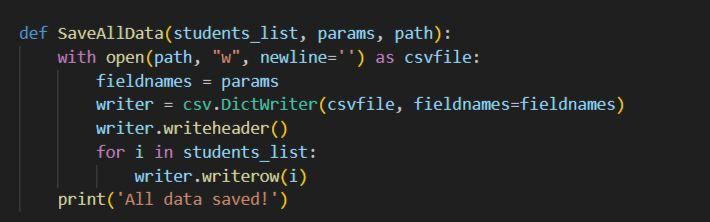 def SaveAllData(students_list, params, path):
    with open(path, "w", newline='') as csvfile:
        fieldnames = params
        writer = csv.DictWriter(csvfile, fieldnames=fieldnames)
        writer.writeheader()
        for i in students_list:
            writer.writerow(i)
    print('All data saved!')